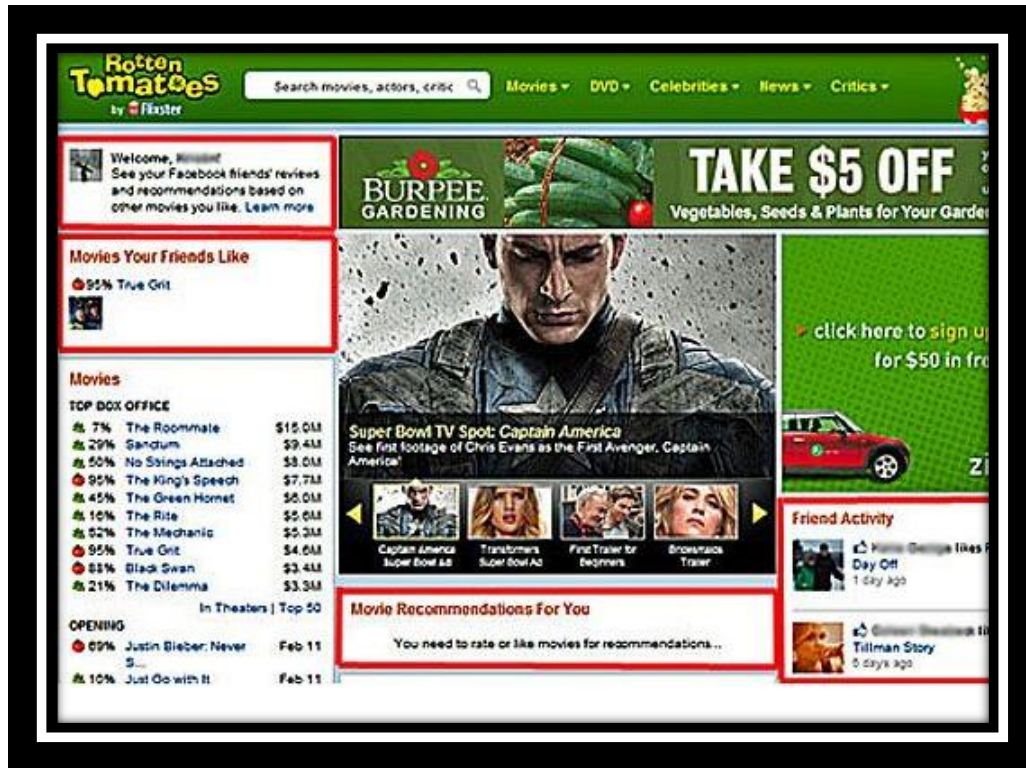 Rotten
Tomatoes
by Flixster
Search movies, actors, critic
Movies
DVD
Celebrities
News
Critics
Welcome,
See your Facebook friends' reviews
and recommendations based on
other movies you like. Learn more
BURPEE
GARDENING
TAKE $5 OFF
Vegetables, Seeds & Plants for Your Garde
Movies Your Friends Like
95% True Grit
Movies
TOP BOX OFFICE
7% The Roommate $15.0M
29% Sanctum $9.4M
50% No Strings Attached $8.0M
95% The King's Speech $7.7M
45% The Green Hornet $6.0M
16% The Rite $5.6M
52% The Mechanic $5.3M
95% True Grit $4.6M
88% Black Swan $3.4M
21% The Dilemma $3.3M
In Theaters | Top 50
OPENING
69% Justin Bieber: Never Feb 11
S...
10% Just Go with It Feb 11
Super Bowl TV Spot: Captain America
See first footage of Chris Evans as the First Avenger, Captain
America!
Captain America
Super Bowl Ad
Transformers
Super Bowl Ad
First Trailer for
Beginners
Bridesmaids
Trailer
Movie Recommendations For You
You need to rate or like movies for recommendations...
click here to sign u
for $50 in fre
Friend Activity
likes
Day Off
1 day ago
Tillman Story
5 days ago